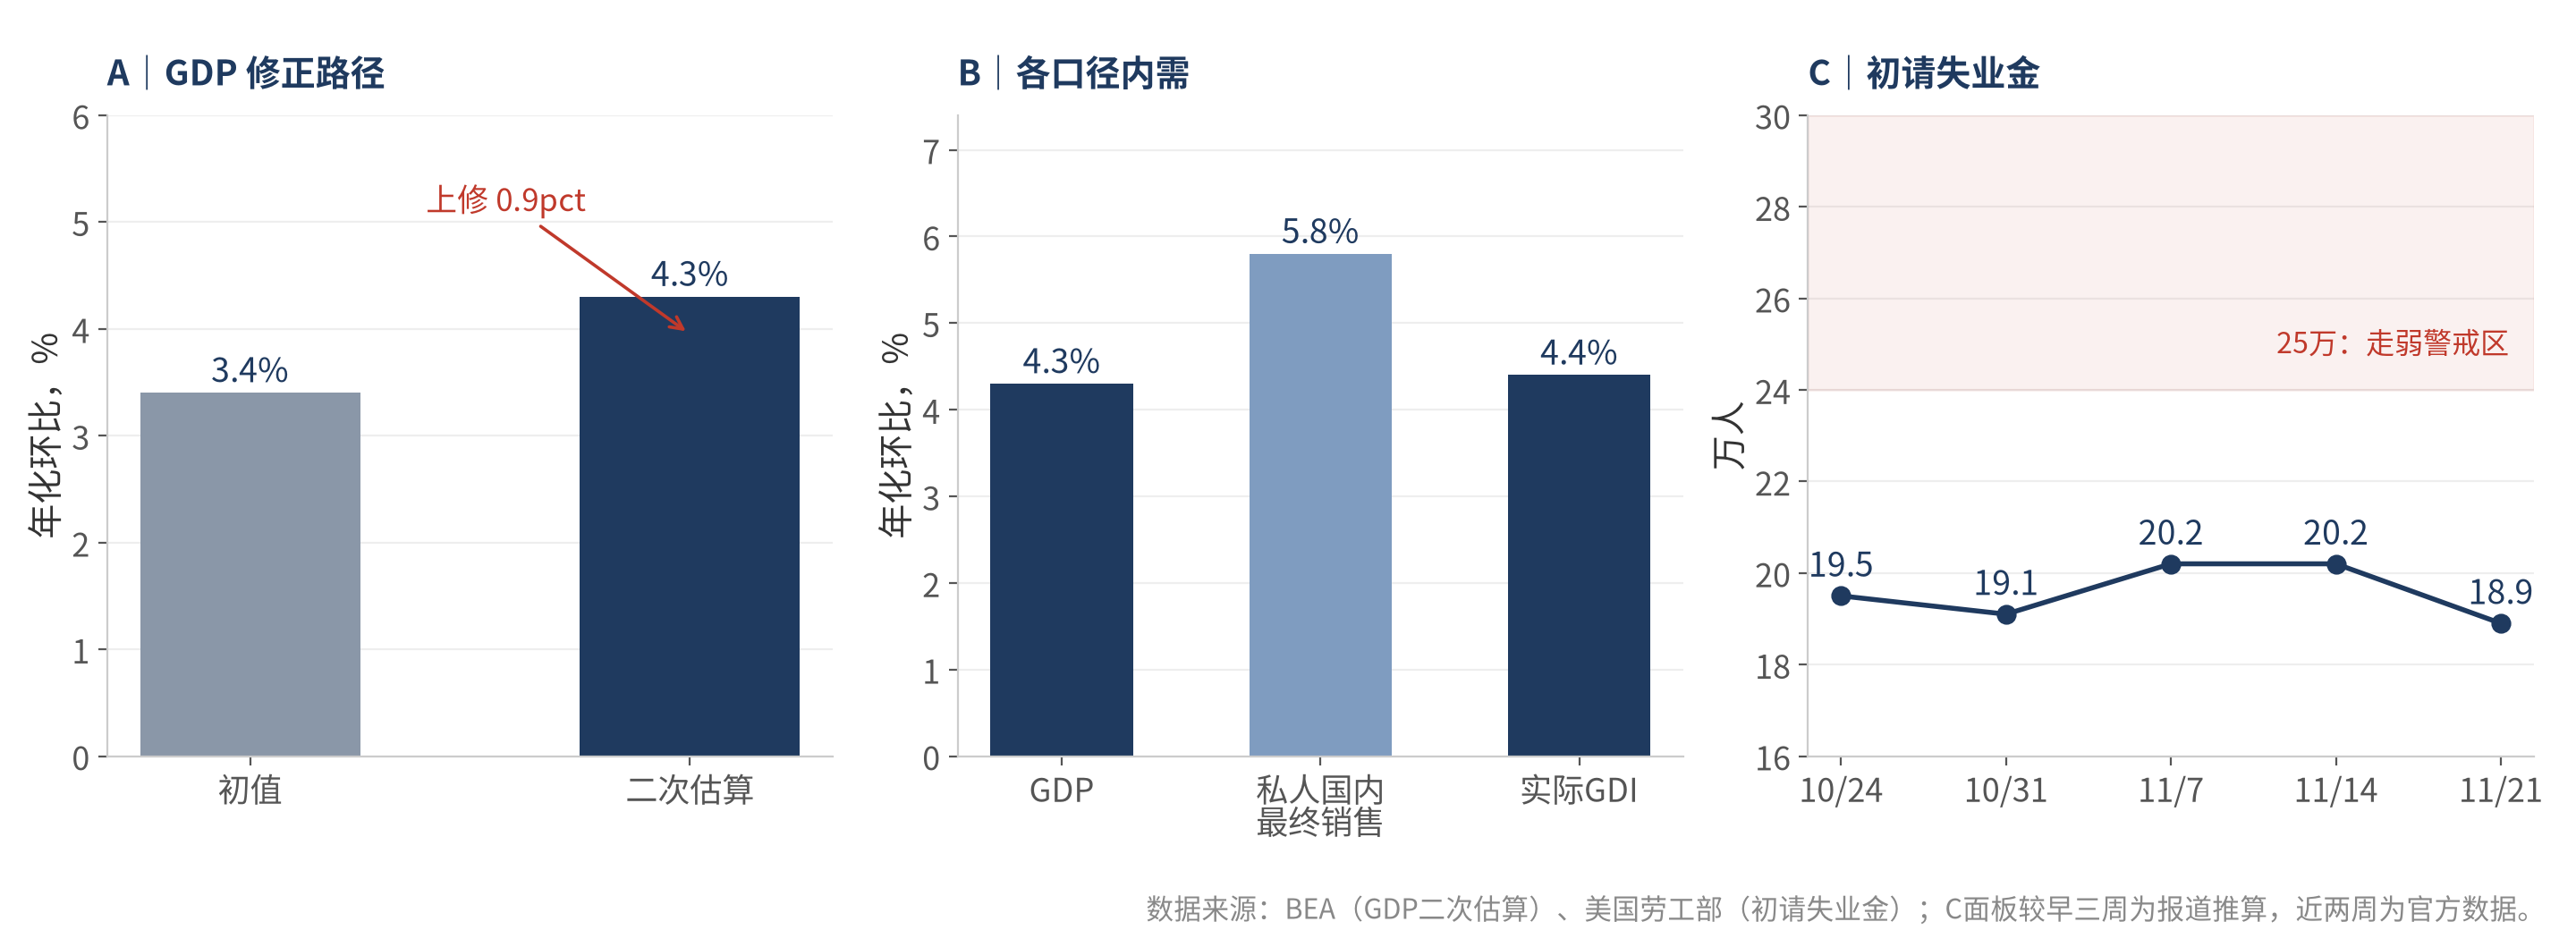 A｜GDP 修正路径
年化环比，%
6
5
4
3
2
1
0
上修 0.9pct
3.4%
4.3%
初值
二次估算
B｜各口径内需
年化环比，%
7
6
5
4
3
2
1
0
4.3%
5.8%
4.4%
GDP
私人国内
最终销售
实际GDI
C｜初请失业金
万人
30
28
26
24
22
20
18
16
25万：走弱警戒区
19.5
19.1
20.2
20.2
18.9
10/24
10/31
11/7
11/14
11/21
数据来源：BEA（GDP二次估算）、美国劳工部（初请失业金）；C面板较早三周为报道推算，近两周为官方数据。